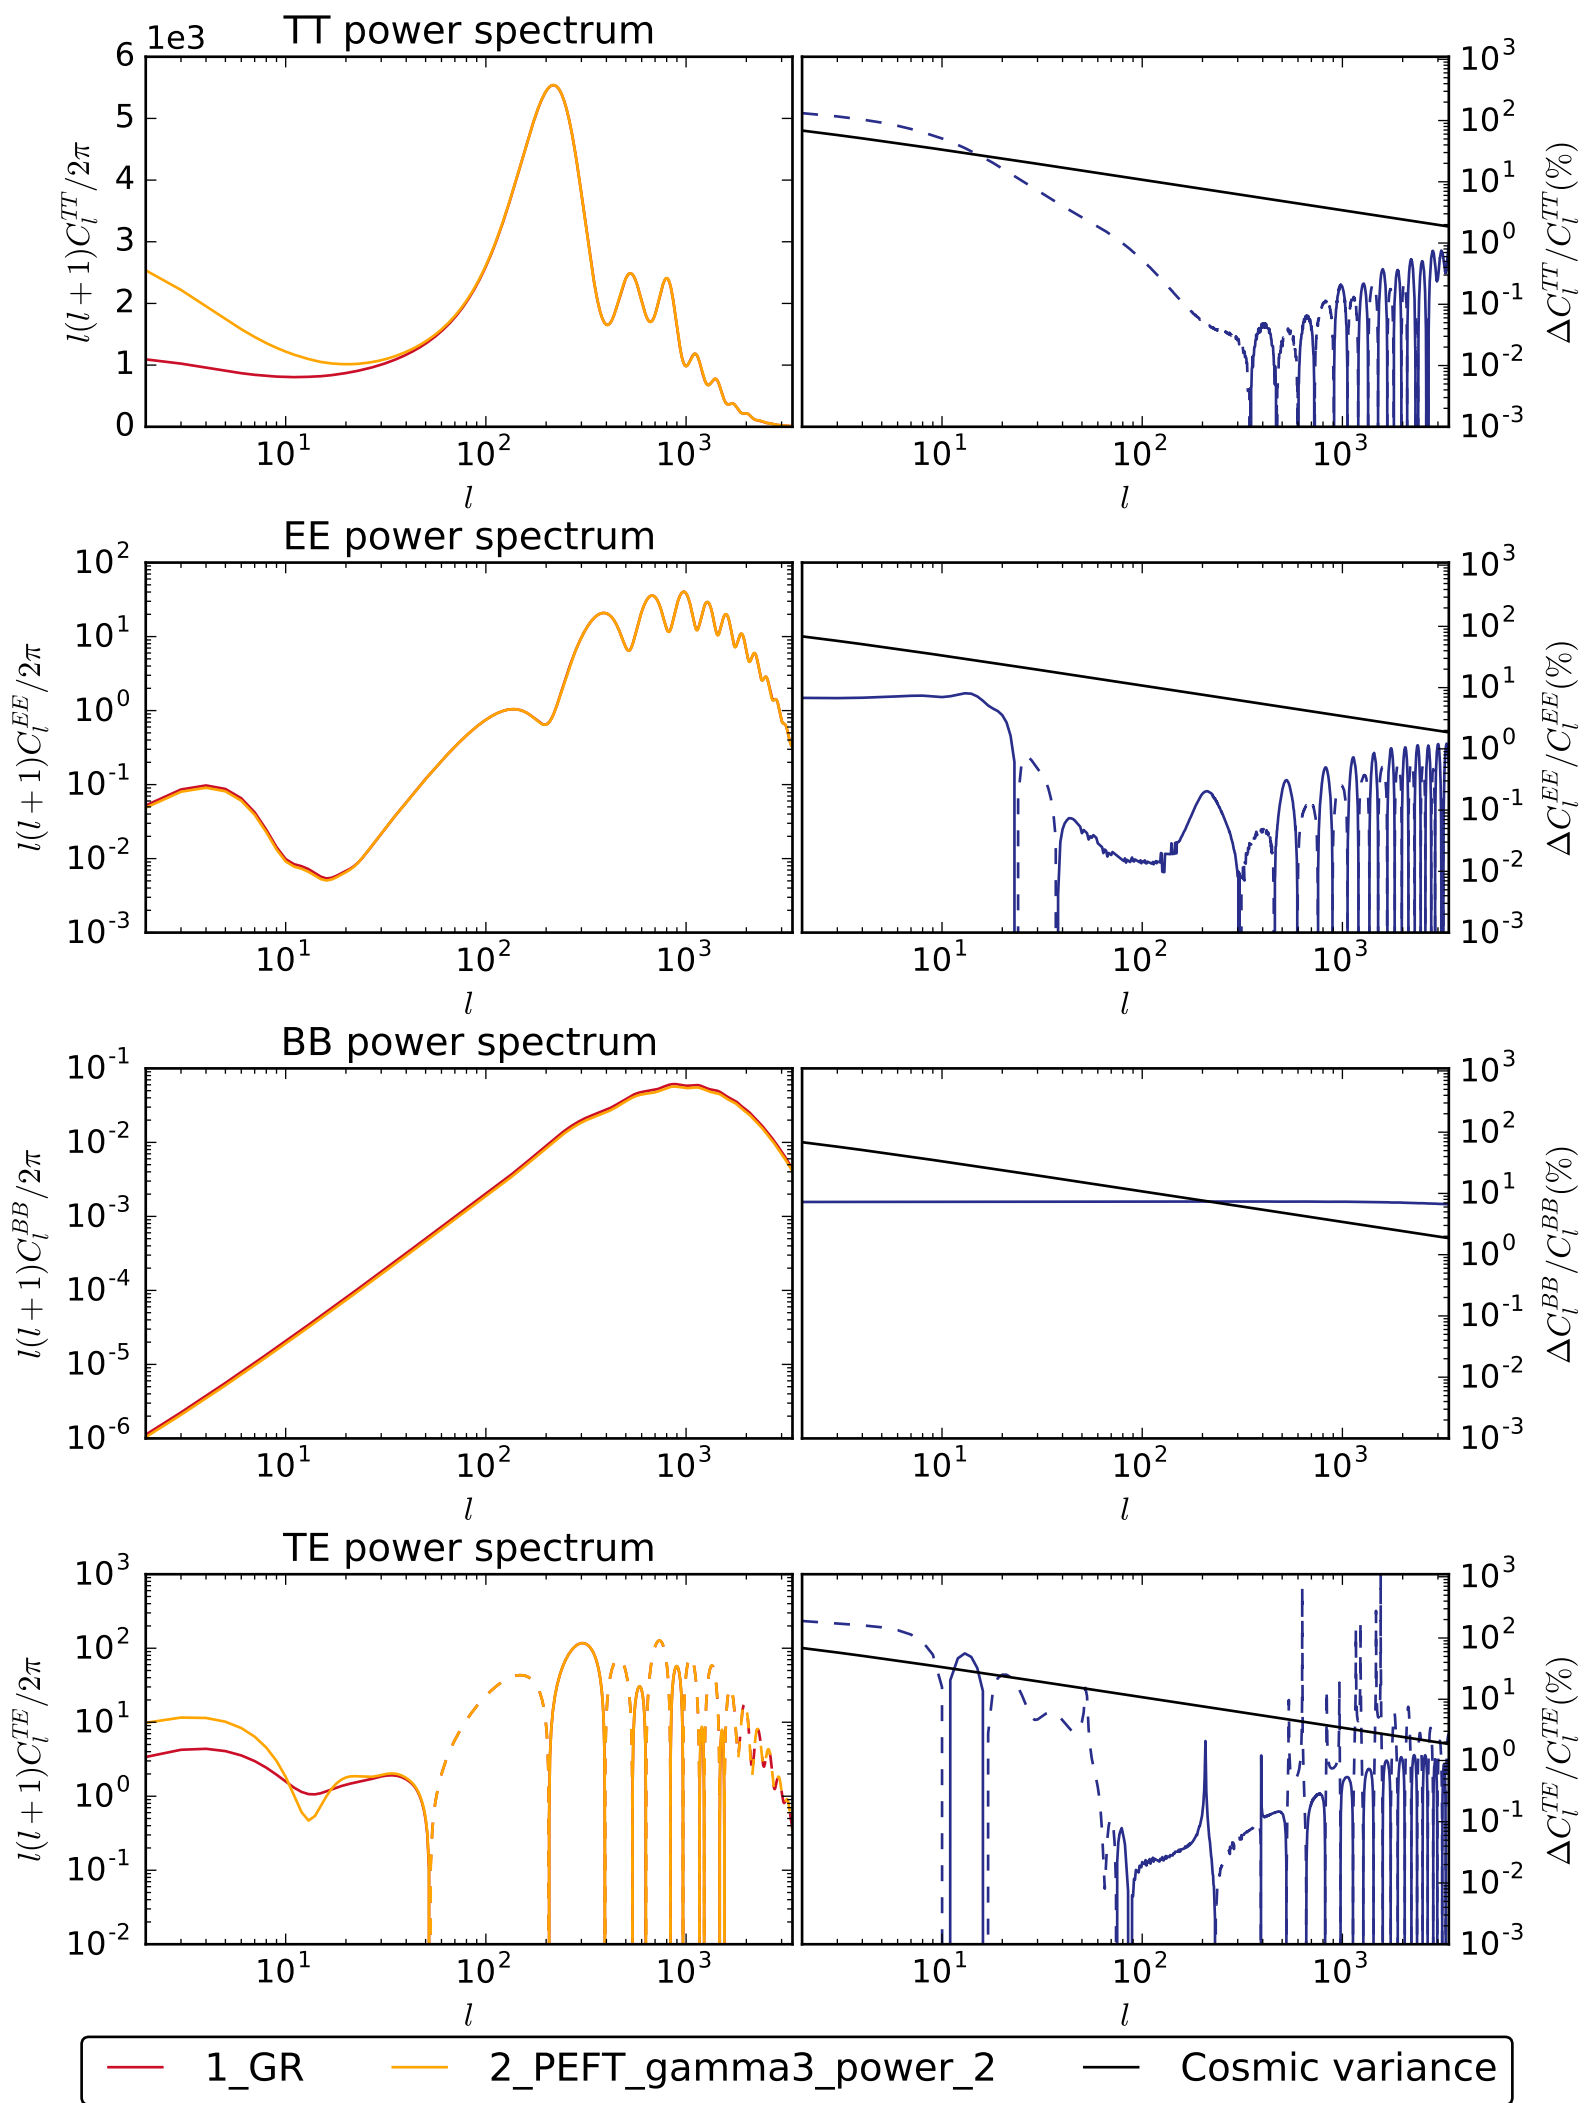 TT power spectrum
1e3
6
5
4
3
2
1
0
l(l + 1)C_l^{TT}/2π
10^1 10^2 10^3
l
10^3
10^2
10^1
10^0
10^-1
10^-2
10^-3
ΔC_l^{TT}/C_l^{TT}(%)
10^1 10^2 10^3
l
EE power spectrum
10^2
10^1
10^0
10^-1
10^-2
10^-3
l(l + 1)C_l^{EE}/2π
10^1 10^2 10^3
l
10^3
10^2
10^1
10^0
10^-1
10^-2
10^-3
ΔC_l^{EE}/C_l^{EE}(%)
10^1 10^2 10^3
l
BB power spectrum
10^-1
10^-2
10^-3
10^-4
10^-5
10^-6
l(l + 1)C_l^{BB}/2π
10^1 10^2 10^3
l
10^3
10^2
10^1
10^0
10^-1
10^-2
10^-3
ΔC_l^{BB}/C_l^{BB}(%)
10^1 10^2 10^3
l
TE power spectrum
10^3
10^2
10^1
10^0
10^-1
10^-2
l(l + 1)C_l^{TE}/2π
10^1 10^2 10^3
l
10^3
10^2
10^1
10^0
10^-1
10^-2
10^-3
ΔC_l^{TE}/C_l^{TE}(%)
10^1 10^2 10^3
l
1_GR 2_PEFT_gamma3_power_2 Cosmic variance